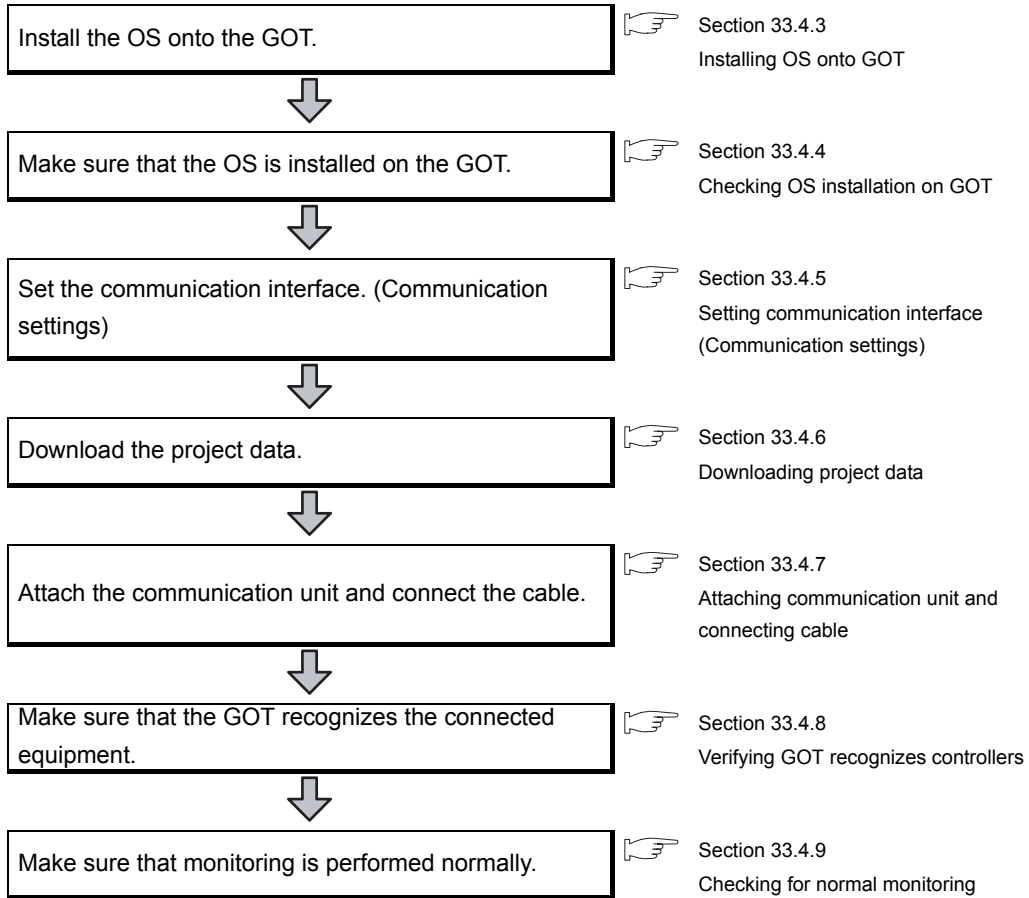 Install the OS onto the GOT.
Section 33.4.3
Installing OS onto GOT
Make sure that the OS is installed on the GOT.
Section 33.4.4
Checking OS installation on GOT
Set the communication interface. (Communication
settings)
Section 33.4.5
Setting communication interface
(Communication settings)
Download the project data.
Section 33.4.6
Downloading project data
Attach the communication unit and connect the cable.
Section 33.4.7
Attaching communication unit and
connecting cable
Make sure that the GOT recognizes the connected
equipment.
Section 33.4.8
Verifying GOT recognizes controllers
Make sure that monitoring is performed normally.
Section 33.4.9
Checking for normal monitoring